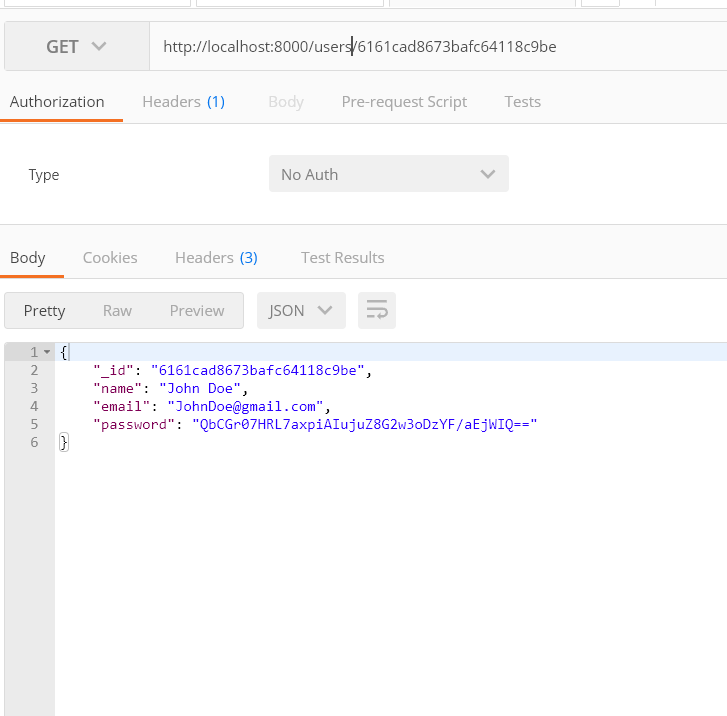 GET http://localhost:8000/users/6161cad8673bafc64118c9be
Authorization Headers (1) Body Pre-request Script Tests
Type No Auth
Body Cookies Headers (3) Test Results
Pretty Raw Preview JSON
1 {
2 "_id": "6161cad8673bafc64118c9be",
3 "name": "John Doe",
4 "email": "JohnDoe@gmail.com",
5 "password": "QbCGr07HRL7axpiAIujuZ8G2w3oDzYF/aEjWIQ=="
6 }